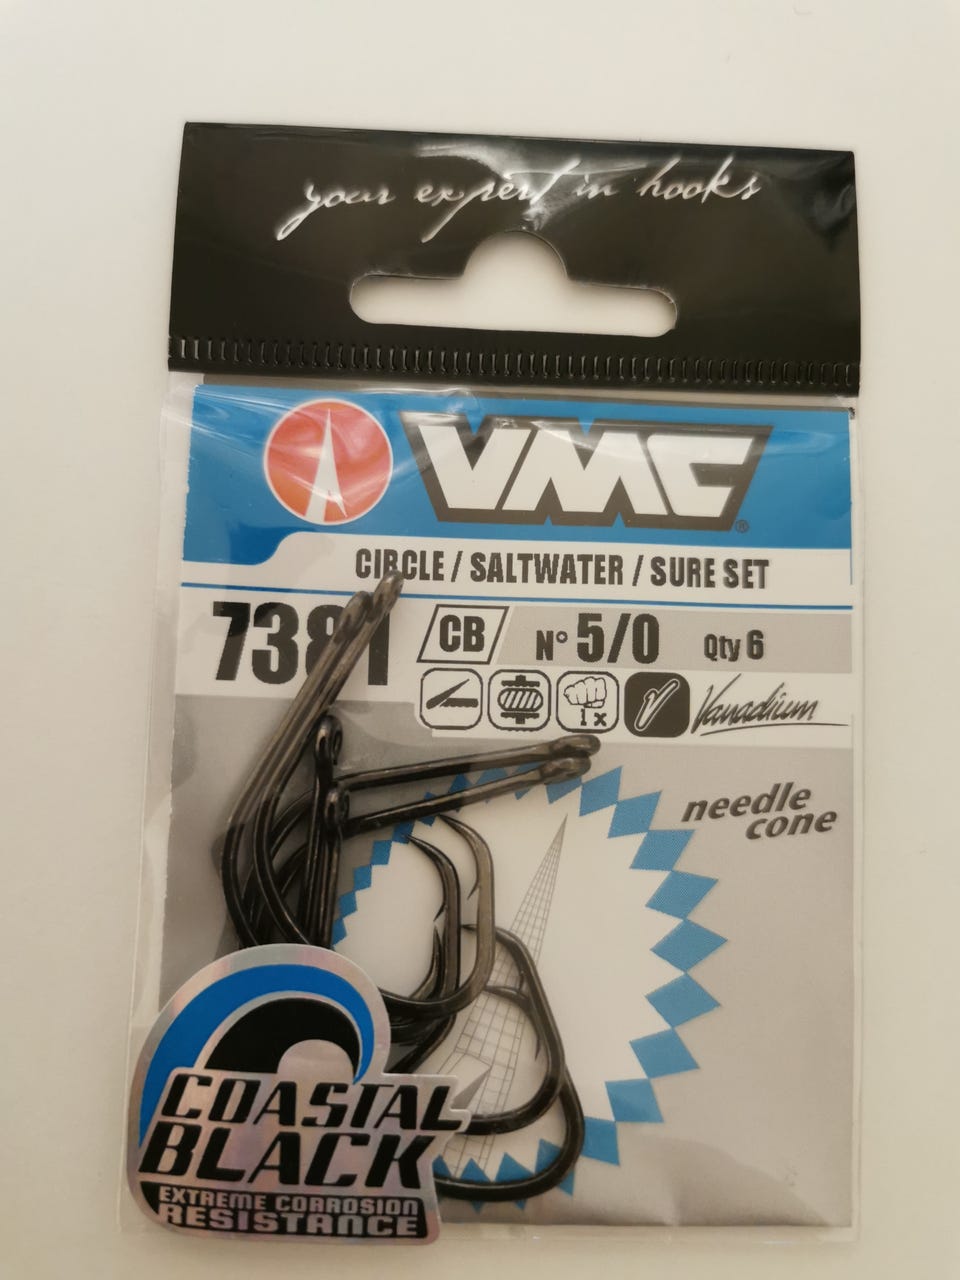 your expert in hooks
VMC®
CIRCLE / SALTWATER / SURE SET
7381 CB N° 5/0 Qty 6
1x Vanadium
needle
cone
COASTAL
BLACK
EXTREME CORROSION
RESISTANCE